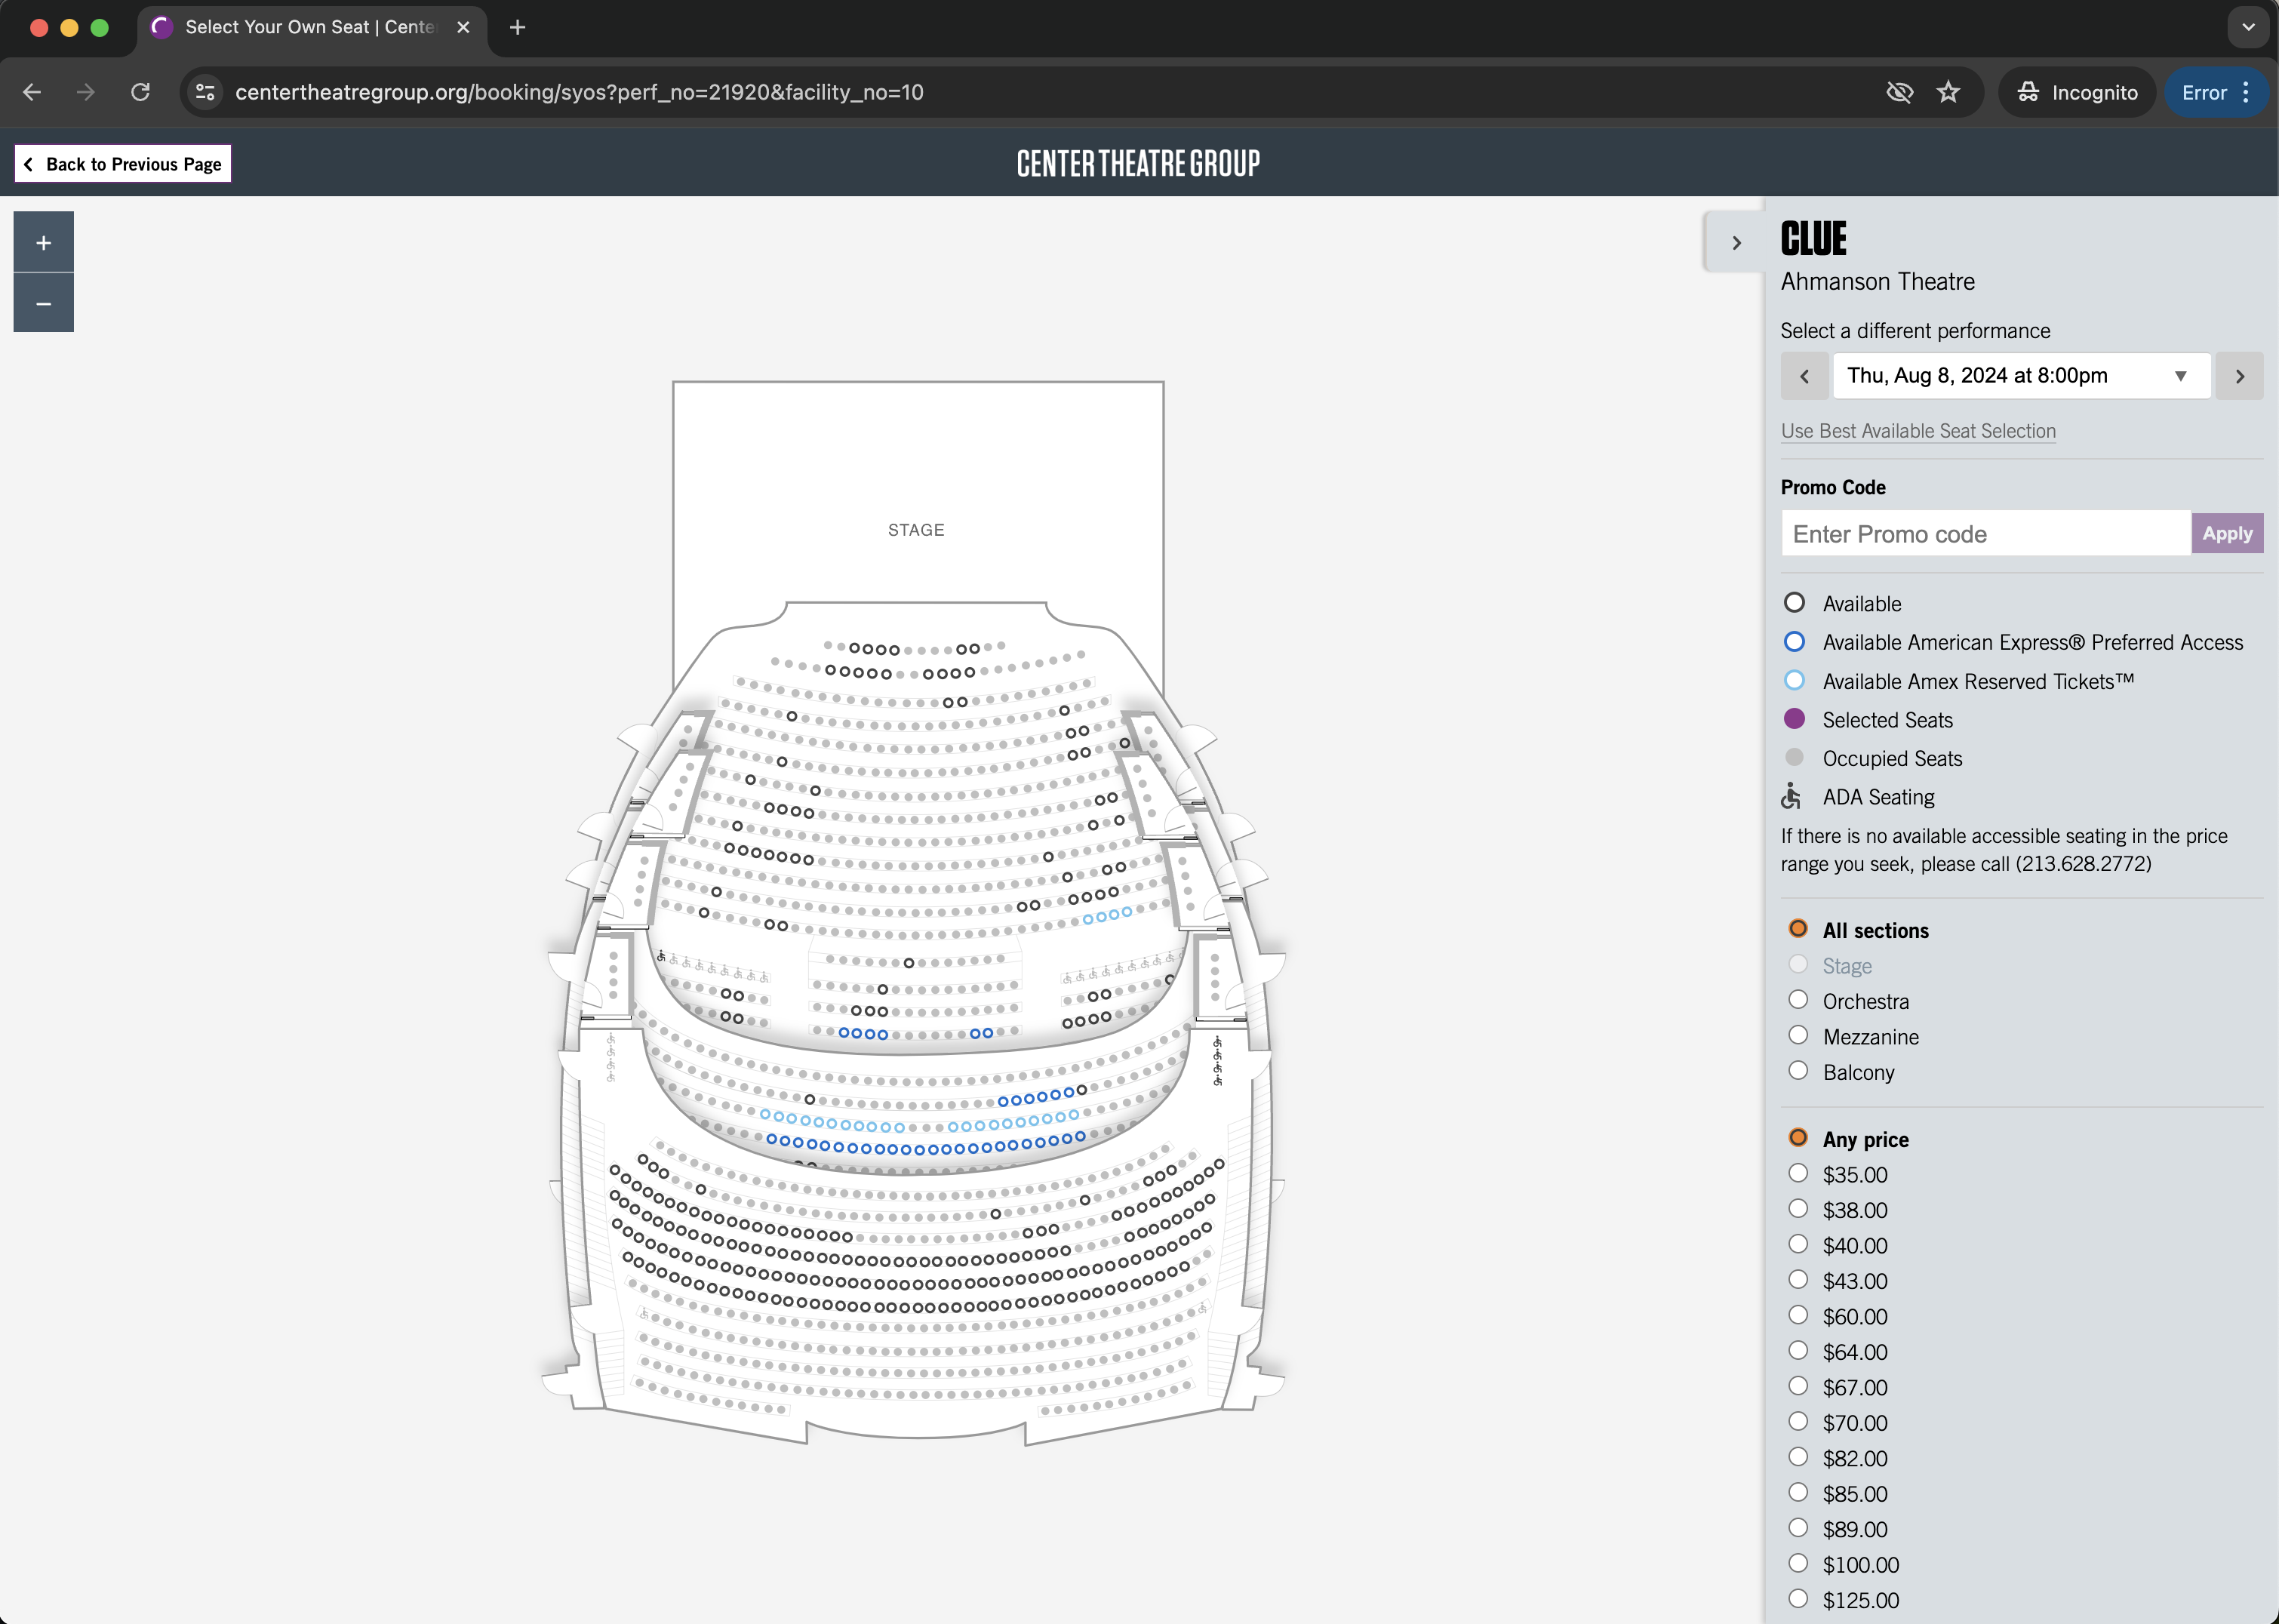 Select Your Own Seat | Cente
centertheatregroup.org/booking/syos?perf_no=21920&facility_no=10
Incognito
Error
Back to Previous Page
CENTER THEATRE GROUP
+
−
STAGE
CLUE
Ahmanson Theatre
Select a different performance
Thu, Aug 8, 2024 at 8:00pm
Use Best Available Seat Selection
Promo Code
Enter Promo code
Apply
Available
Available American Express® Preferred Access
Available Amex Reserved Tickets™
Selected Seats
Occupied Seats
ADA Seating
If there is no available accessible seating in the price
range you seek, please call (213.628.2772)
All sections
Stage
Orchestra
Mezzanine
Balcony
Any price
$35.00
$38.00
$40.00
$43.00
$60.00
$64.00
$67.00
$70.00
$82.00
$85.00
$89.00
$100.00
$125.00